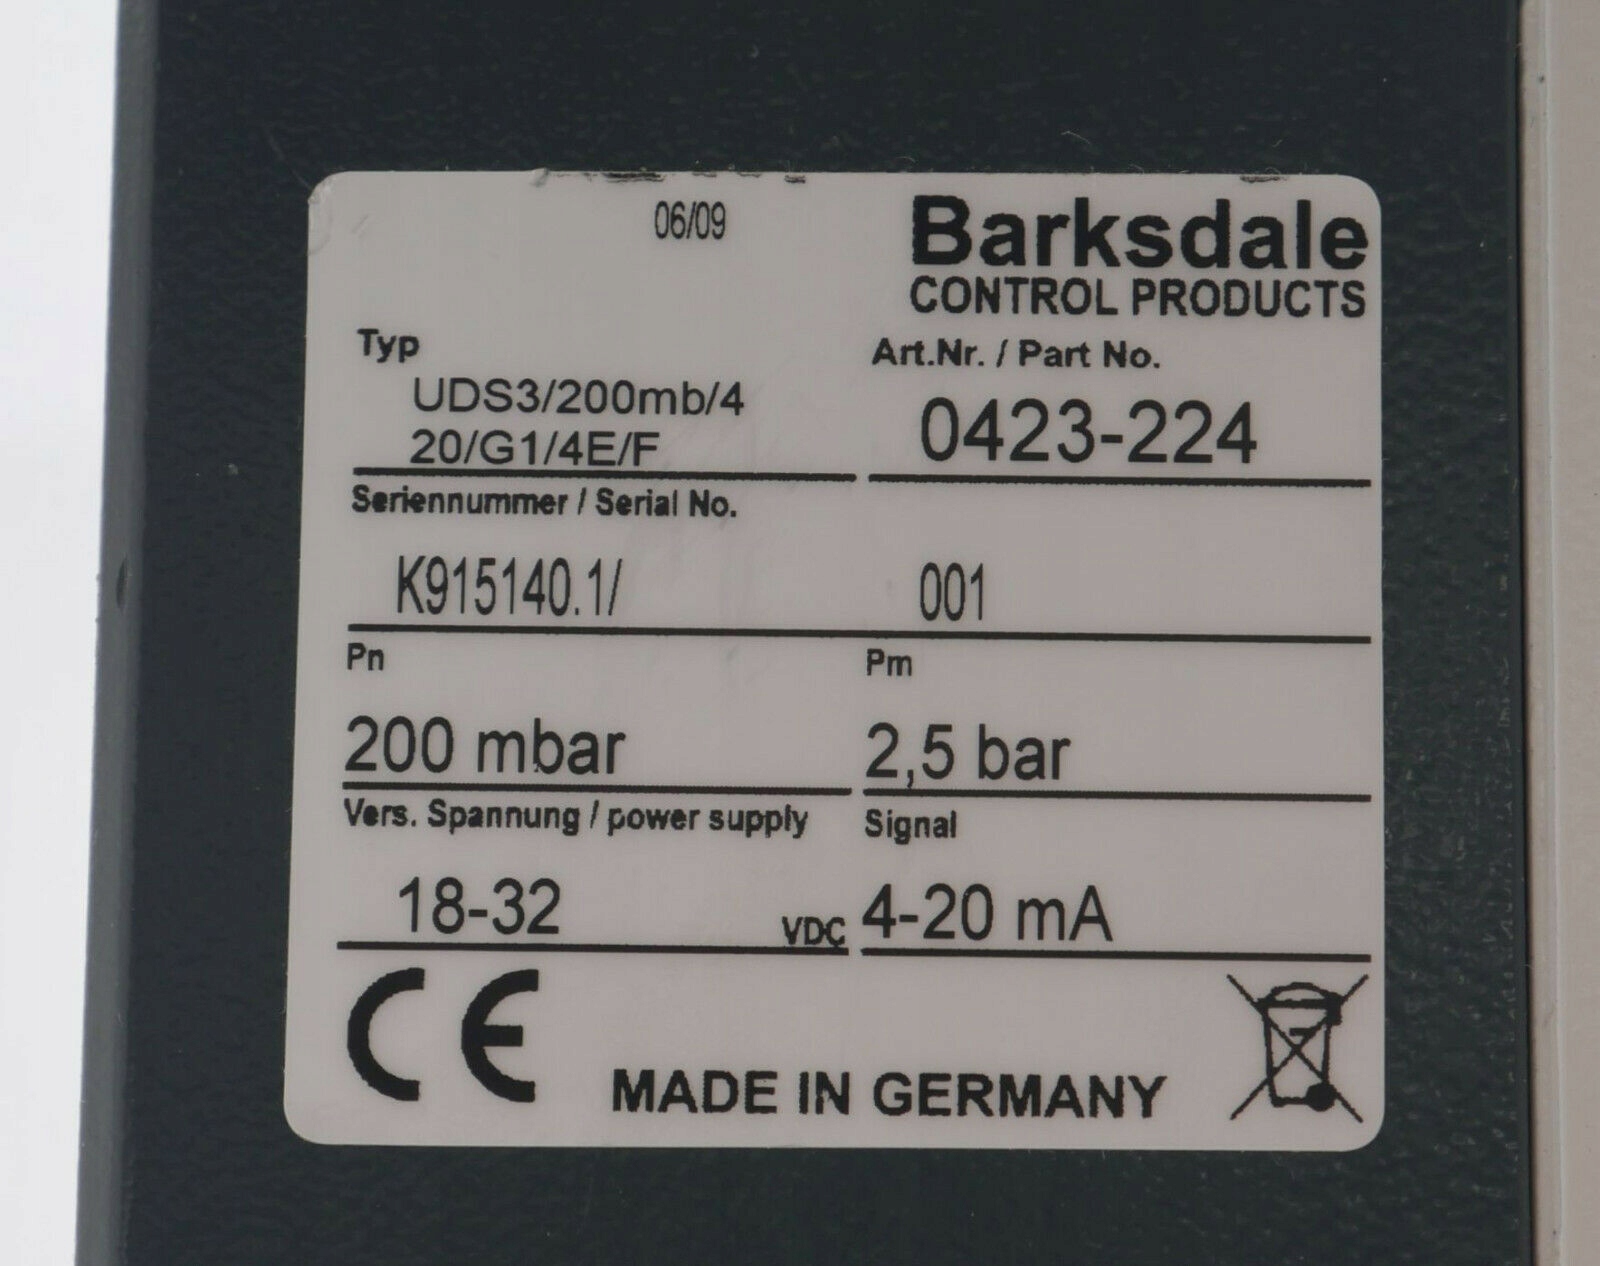 06/09
Barksdale
CONTROL PRODUCTS
Typ
UDS3/200mb/4
20/G1/4E/F
Art.Nr. / Part No.
0423-224
Seriennummer / Serial No.
K915140.1/ 001
Pn
200 mbar
Pm
2,5 bar
Vers. Spannung / power supply
18-32 VDC
Signal
4-20 mA
CE
MADE IN GERMANY